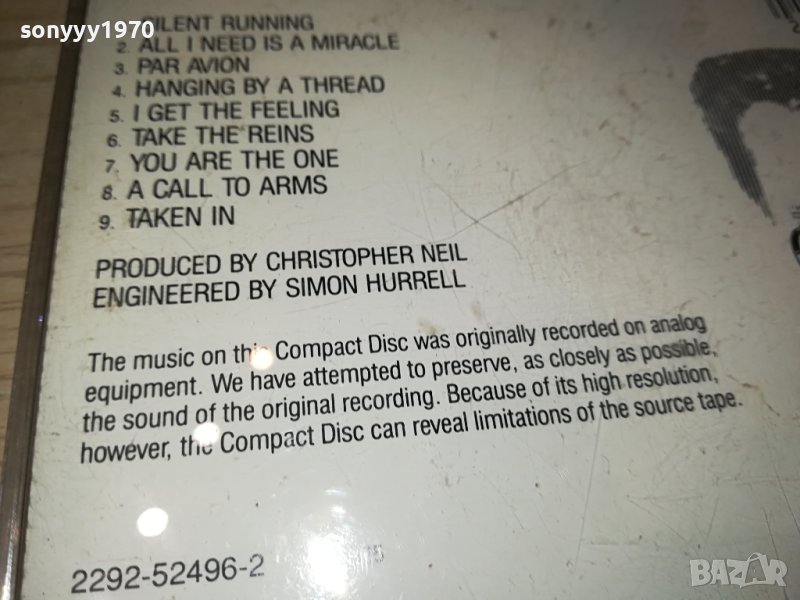 sonyyy1970
SILENT RUNNING
2. ALL I NEED IS A MIRACLE
3. PAR AVION
4. HANGING BY A THREAD
5. I GET THE FEELING
6. TAKE THE REINS
7. YOU ARE THE ONE
8. A CALL TO ARMS
9. TAKEN IN
PRODUCED BY CHRISTOPHER NEIL
ENGINEERED BY SIMON HURRELL
The music on this Compact Disc was originally recorded on analog
equipment. We have attempted to preserve, as closely as possible,
the sound of the original recording. Because of its high resolution,
however, the Compact Disc can reveal limitations of the source tape.
2292-52496-2
BAZAR